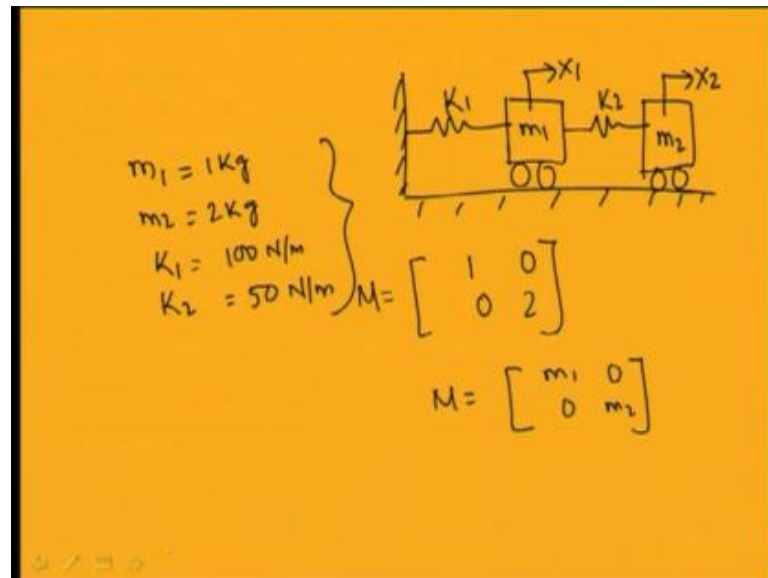 x1
x2
K1
K2
m1
m2
m1 = 1Kg
m2 = 2Kg
K1 = 100 N/m
K2 = 50 N/m
M = [ 1 0
0 2 ]
M = [ m1 0
0 m2 ]